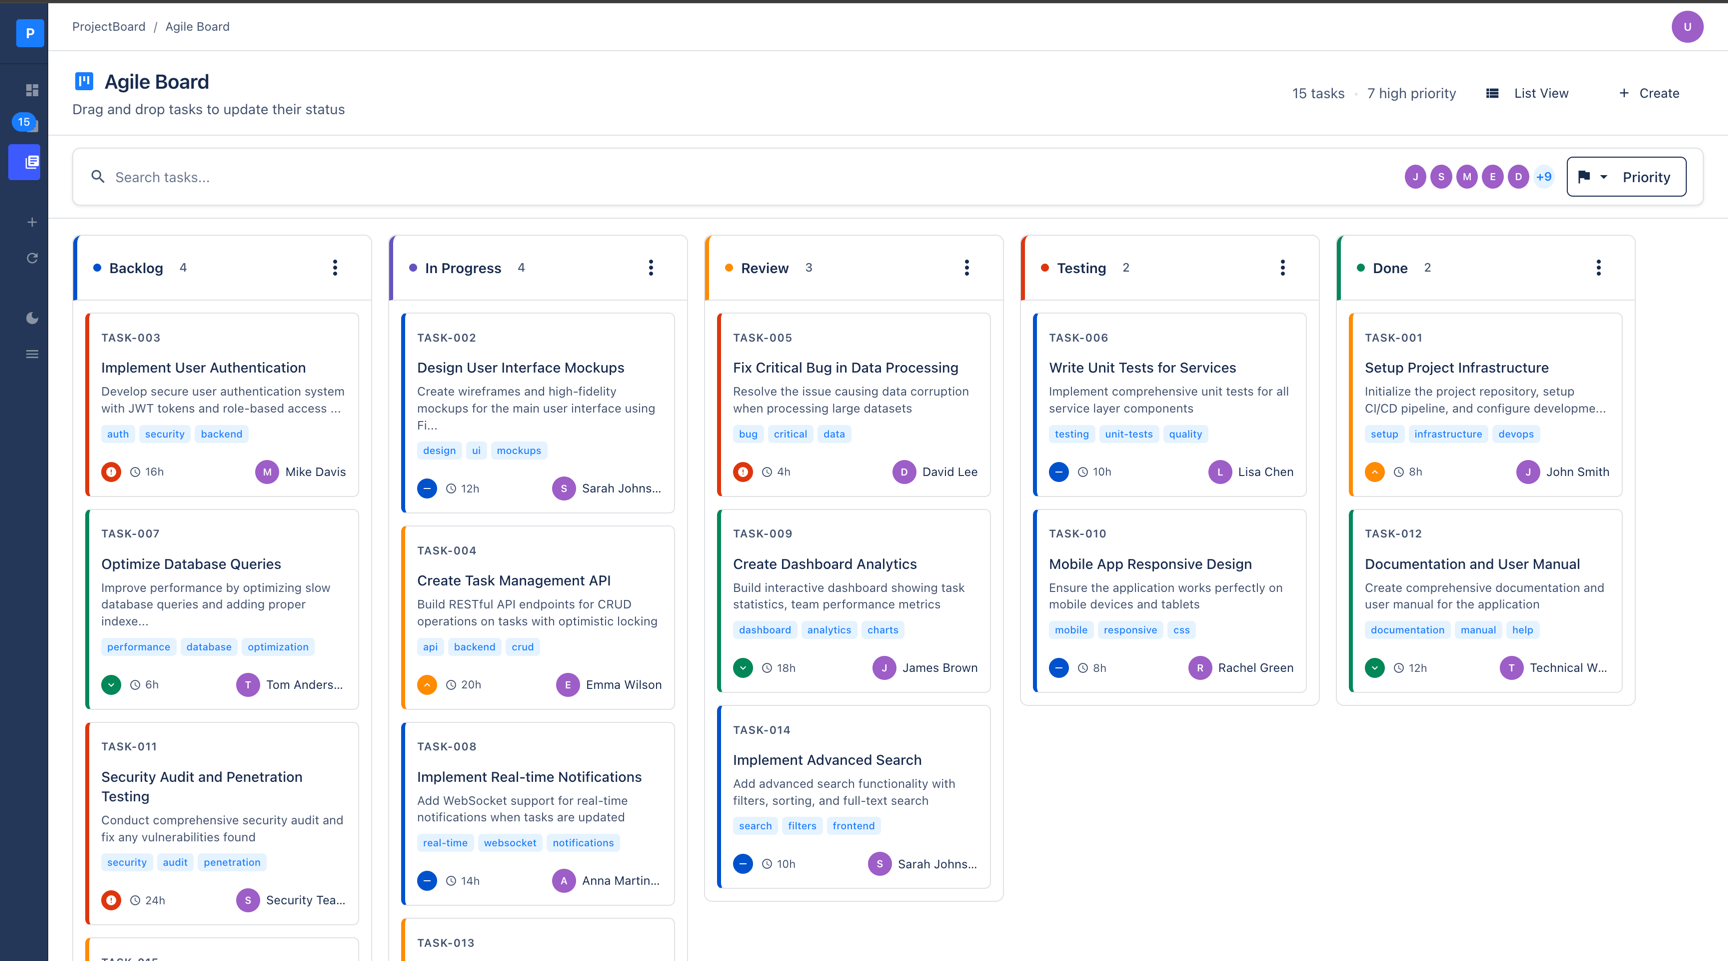 P
ProjectBoard / Agile Board
U
15
Agile Board
Drag and drop tasks to update their status
15 tasks · 7 high priority
List View
+ Create
Search tasks...
J S M E D +9
Priority
Backlog 4
TASK-003
Implement User Authentication
Develop secure user authentication system
with JWT tokens and role-based access ...
auth security backend
16h M Mike Davis
TASK-007
Optimize Database Queries
Improve performance by optimizing slow
database queries and adding proper
indexe...
performance database optimization
6h T Tom Anders...
TASK-011
Security Audit and Penetration
Testing
Conduct comprehensive security audit and
fix any vulnerabilities found
security audit penetration
24h S Security Tea...
TASK-015
In Progress 4
TASK-002
Design User Interface Mockups
Create wireframes and high-fidelity
mockups for the main user interface using
Fi...
design ui mockups
12h S Sarah Johns...
TASK-004
Create Task Management API
Build RESTful API endpoints for CRUD
operations on tasks with optimistic locking
api backend crud
20h E Emma Wilson
TASK-008
Implement Real-time Notifications
Add WebSocket support for real-time
notifications when tasks are updated
real-time websocket notifications
14h A Anna Martin...
TASK-013
Review 3
TASK-005
Fix Critical Bug in Data Processing
Resolve the issue causing data corruption
when processing large datasets
bug critical data
4h D David Lee
TASK-009
Create Dashboard Analytics
Build interactive dashboard showing task
statistics, team performance metrics
dashboard analytics charts
18h J James Brown
TASK-014
Implement Advanced Search
Add advanced search functionality with
filters, sorting, and full-text search
search filters frontend
10h S Sarah Johns...
Testing 2
TASK-006
Write Unit Tests for Services
Implement comprehensive unit tests for all
service layer components
testing unit-tests quality
10h L Lisa Chen
TASK-010
Mobile App Responsive Design
Ensure the application works perfectly on
mobile devices and tablets
mobile responsive css
8h R Rachel Green
Done 2
TASK-001
Setup Project Infrastructure
Initialize the project repository, setup
CI/CD pipeline, and configure developme...
setup infrastructure devops
8h J John Smith
TASK-012
Documentation and User Manual
Create comprehensive documentation and
user manual for the application
documentation manual help
12h T Technical W...